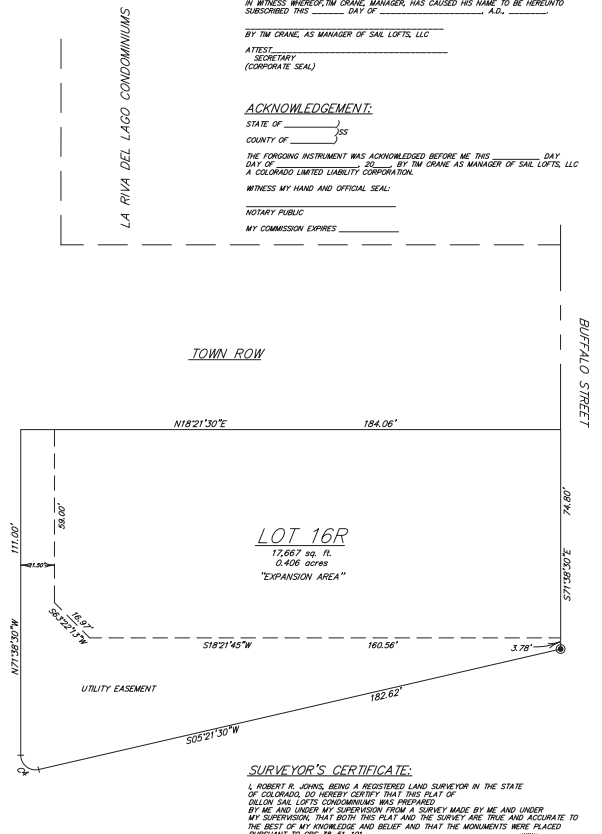 IN WITNESS WHEREOF,TIM CRANE, MANAGER, HAS CAUSED HIS NAME TO BE HEREUNTO
SUBSCRIBED THIS ______ DAY OF ____________________, A.D., _______.
BY TIM CRANE, AS MANAGER OF SAIL LOFTS, LLC
ATTEST______________________________
SECRETARY
(CORPORATE SEAL)
ACKNOWLEDGEMENT:
STATE OF __________)
)SS
COUNTY OF ________)
THE FORGOING INSTRUMENT WAS ACKNOWLEDGED BEFORE ME THIS _________ DAY
DAY OF ______________, 20___, BY TIM CRANE AS MANAGER OF SAIL LOFTS, LLC
A COLORADO LIMITED LIABILITY CORPORATION.
WITNESS MY HAND AND OFFICIAL SEAL:
NOTARY PUBLIC
MY COMMISSION EXPIRES ___________
LA RIVA DEL LAGO CONDOMINIUMS
TOWN ROW
BUFFALO STREET
N18°21'30"E
184.06'
111.00'
59.00'
11.50'
N71°38'30"W
74.80'
S71°38'30"E
LOT 16R
17,667 sq. ft.
0.406 acres
"EXPANSION AREA"
16.97'
S63°22'13"W
S18°21'45"W
160.56'
3.78'
UTILITY EASEMENT
182.62'
S05°21'30"W
SURVEYOR'S CERTIFICATE:
I, ROBERT R. JOHNS, BEING A REGISTERED LAND SURVEYOR IN THE STATE
OF COLORADO, DO HEREBY CERTIFY THAT THIS PLAT OF
DILLON SAIL LOFTS CONDOMINIUMS WAS PREPARED
BY ME AND UNDER MY SUPERVISION FROM A SURVEY MADE BY ME AND UNDER
MY SUPERVISION, THAT BOTH THIS PLAT AND THE SURVEY ARE TRUE AND ACCURATE TO
THE BEST OF MY KNOWLEDGE AND BELIEF AND THAT THE MONUMENTS WERE PLACED